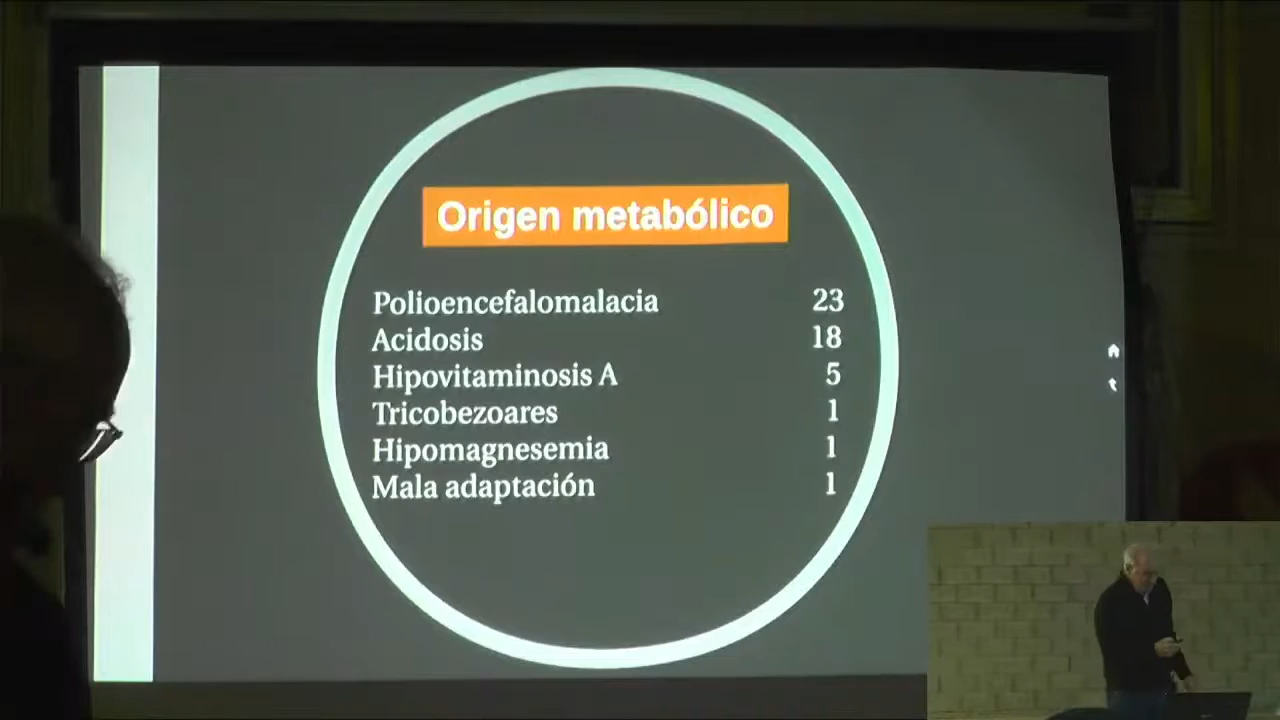 Origen metabólico
Polioencefalomalacia 23
Acidosis 18
Hipovitaminosis A 5
Tricobezoares 1
Hipomagnesemia 1
Mala adaptación 1